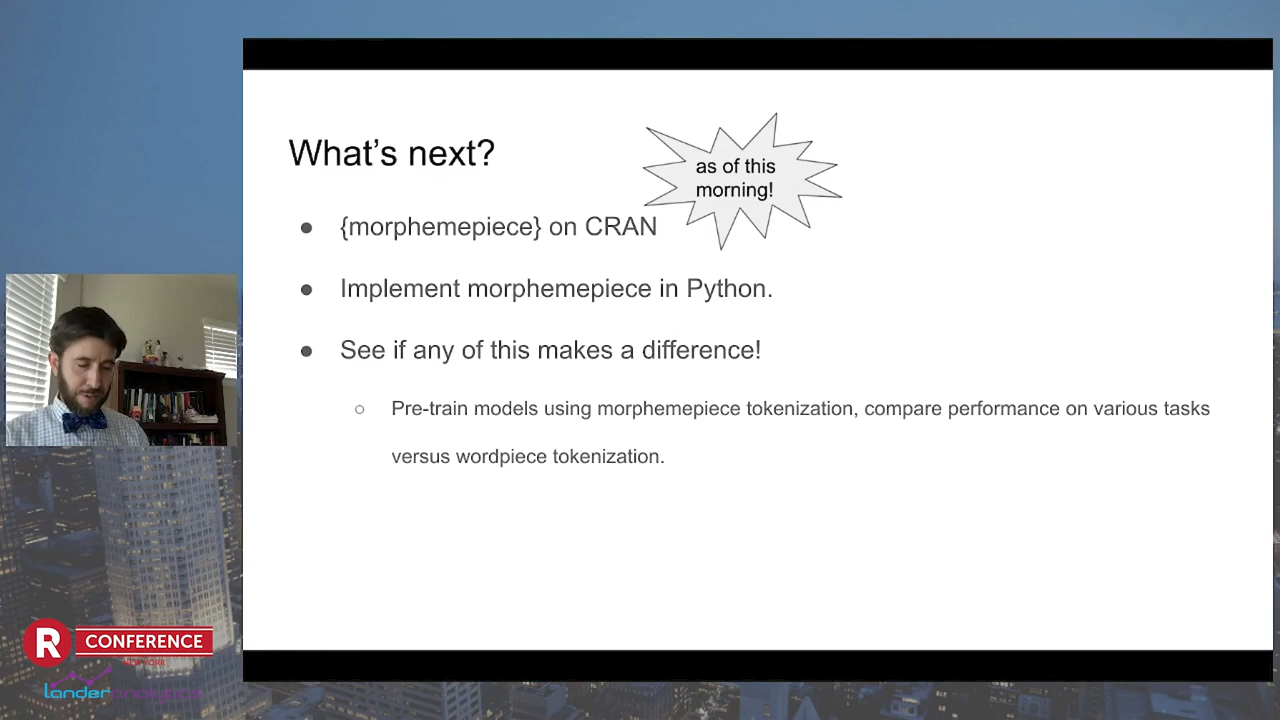 What's next?
as of this
morning!
● {morphemepiece} on CRAN
● Implement morphemepiece in Python.
● See if any of this makes a difference!
○ Pre-train models using morphemepiece tokenization, compare performance on various tasks
versus wordpiece tokenization.
R CONFERENCE
NEW YORK
landeranalytics